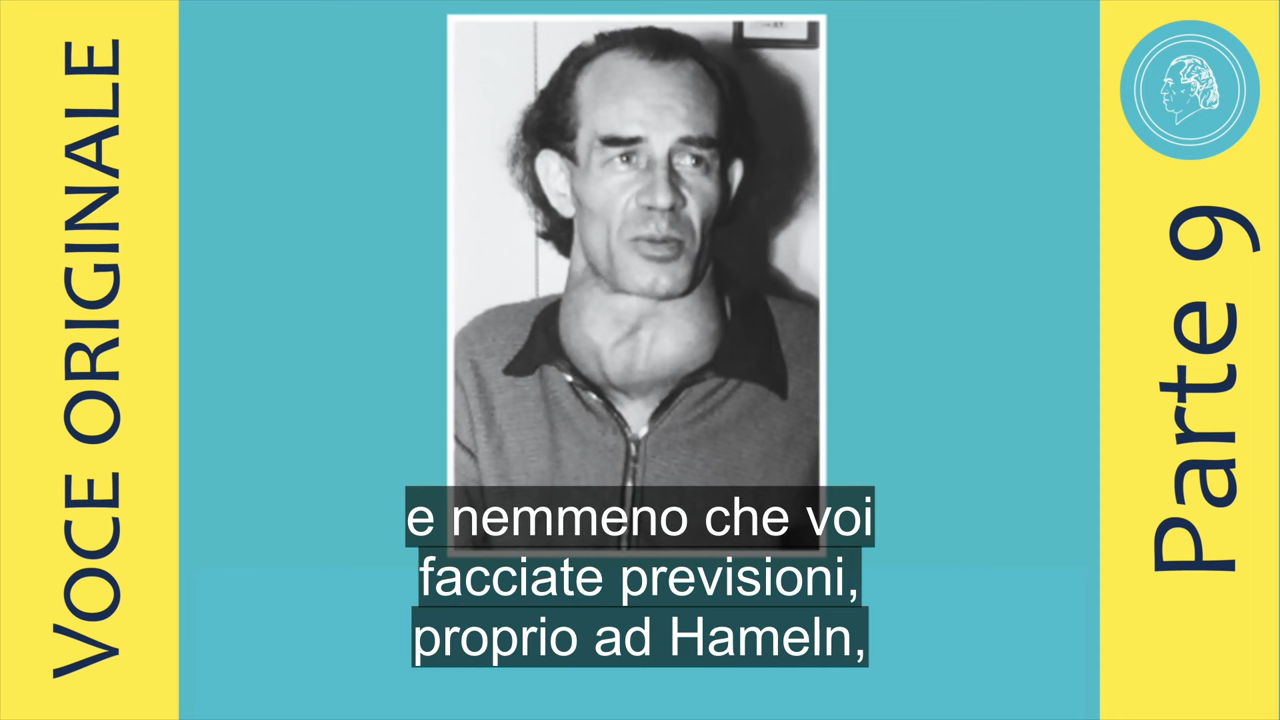 VOCE ORIGINALE
e nemmeno che voi
facciate previsioni,
proprio ad Hameln,
Parte 9